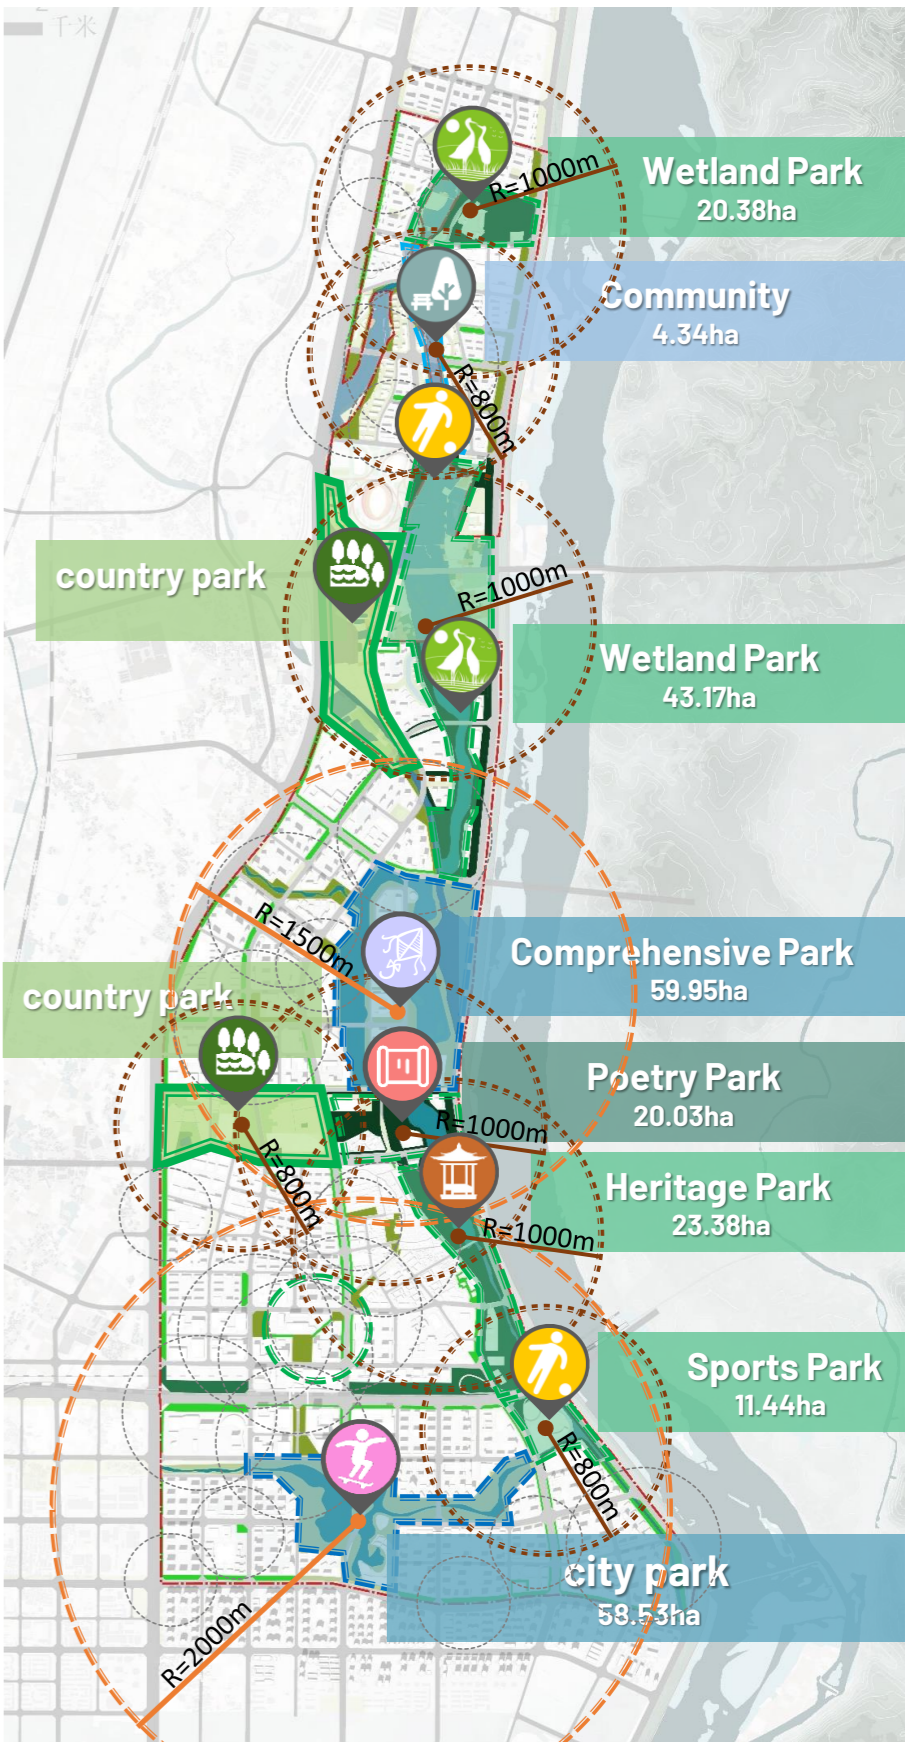 千米
R=1000m
Wetland Park
20.38ha
Community
4.34ha
R=800m
country park
R=1000m
Wetland Park
43.17ha
R=1500m
Comprehensive Park
59.95ha
country park
Poetry Park
20.03ha
R=1000m
R=800m
Heritage Park
23.38ha
R=1000m
Sports Park
11.44ha
R=800m
city park
58.53ha
R=2000m